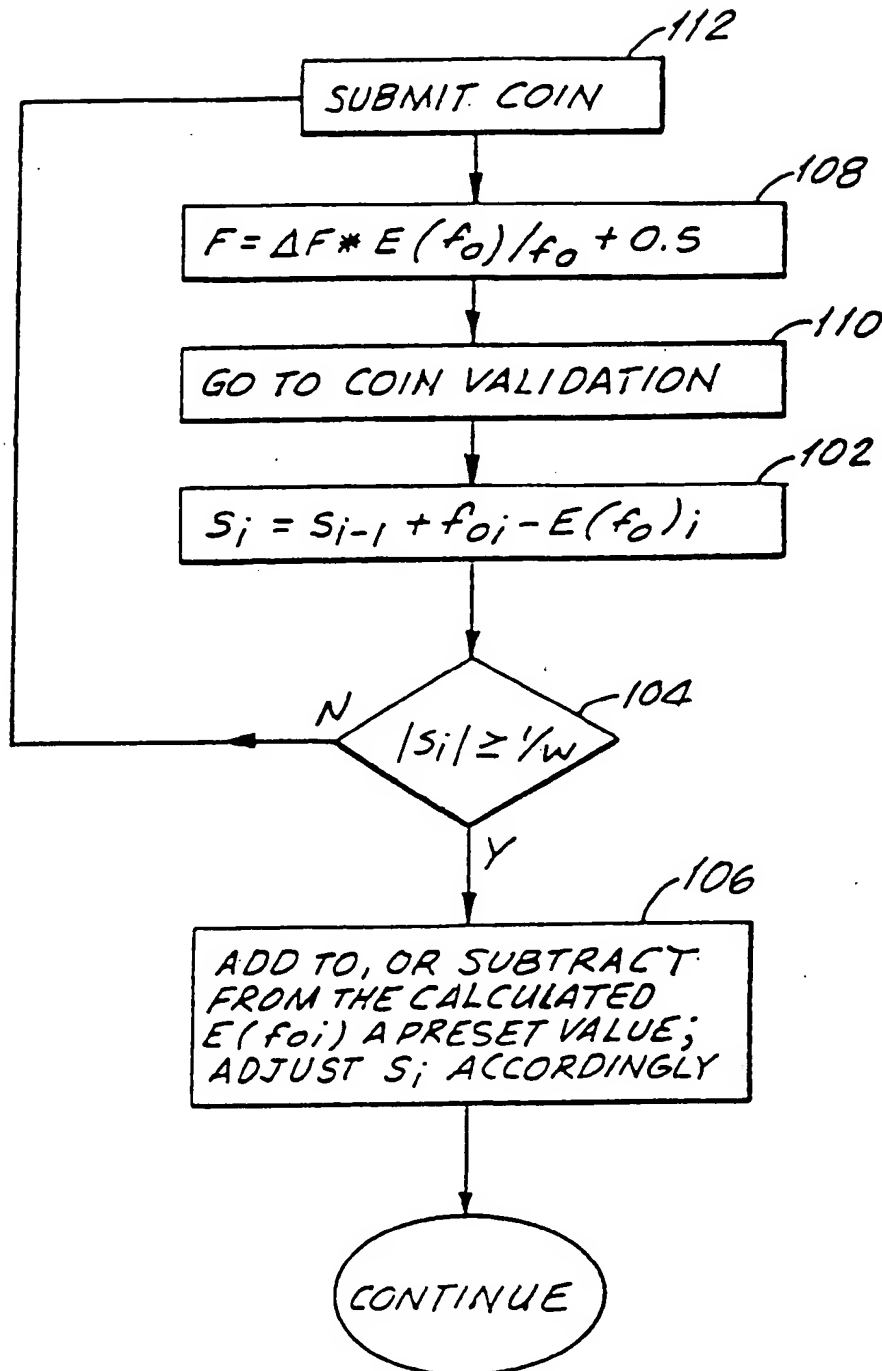 112
SUBMIT COIN
108
F = ΔF * E(f₀)/f₀ + 0.5
110
GO TO COIN VALIDATION
102
Sᵢ = Sᵢ₋₁ + f₀ᵢ - E(f₀)ᵢ
104
N
|Sᵢ| ≥ 1/w
Y
106
ADD TO, OR SUBTRACT
FROM THE CALCULATED
E(f₀ᵢ) A PRESET VALUE;
ADJUST Sᵢ ACCORDINGLY
CONTINUE